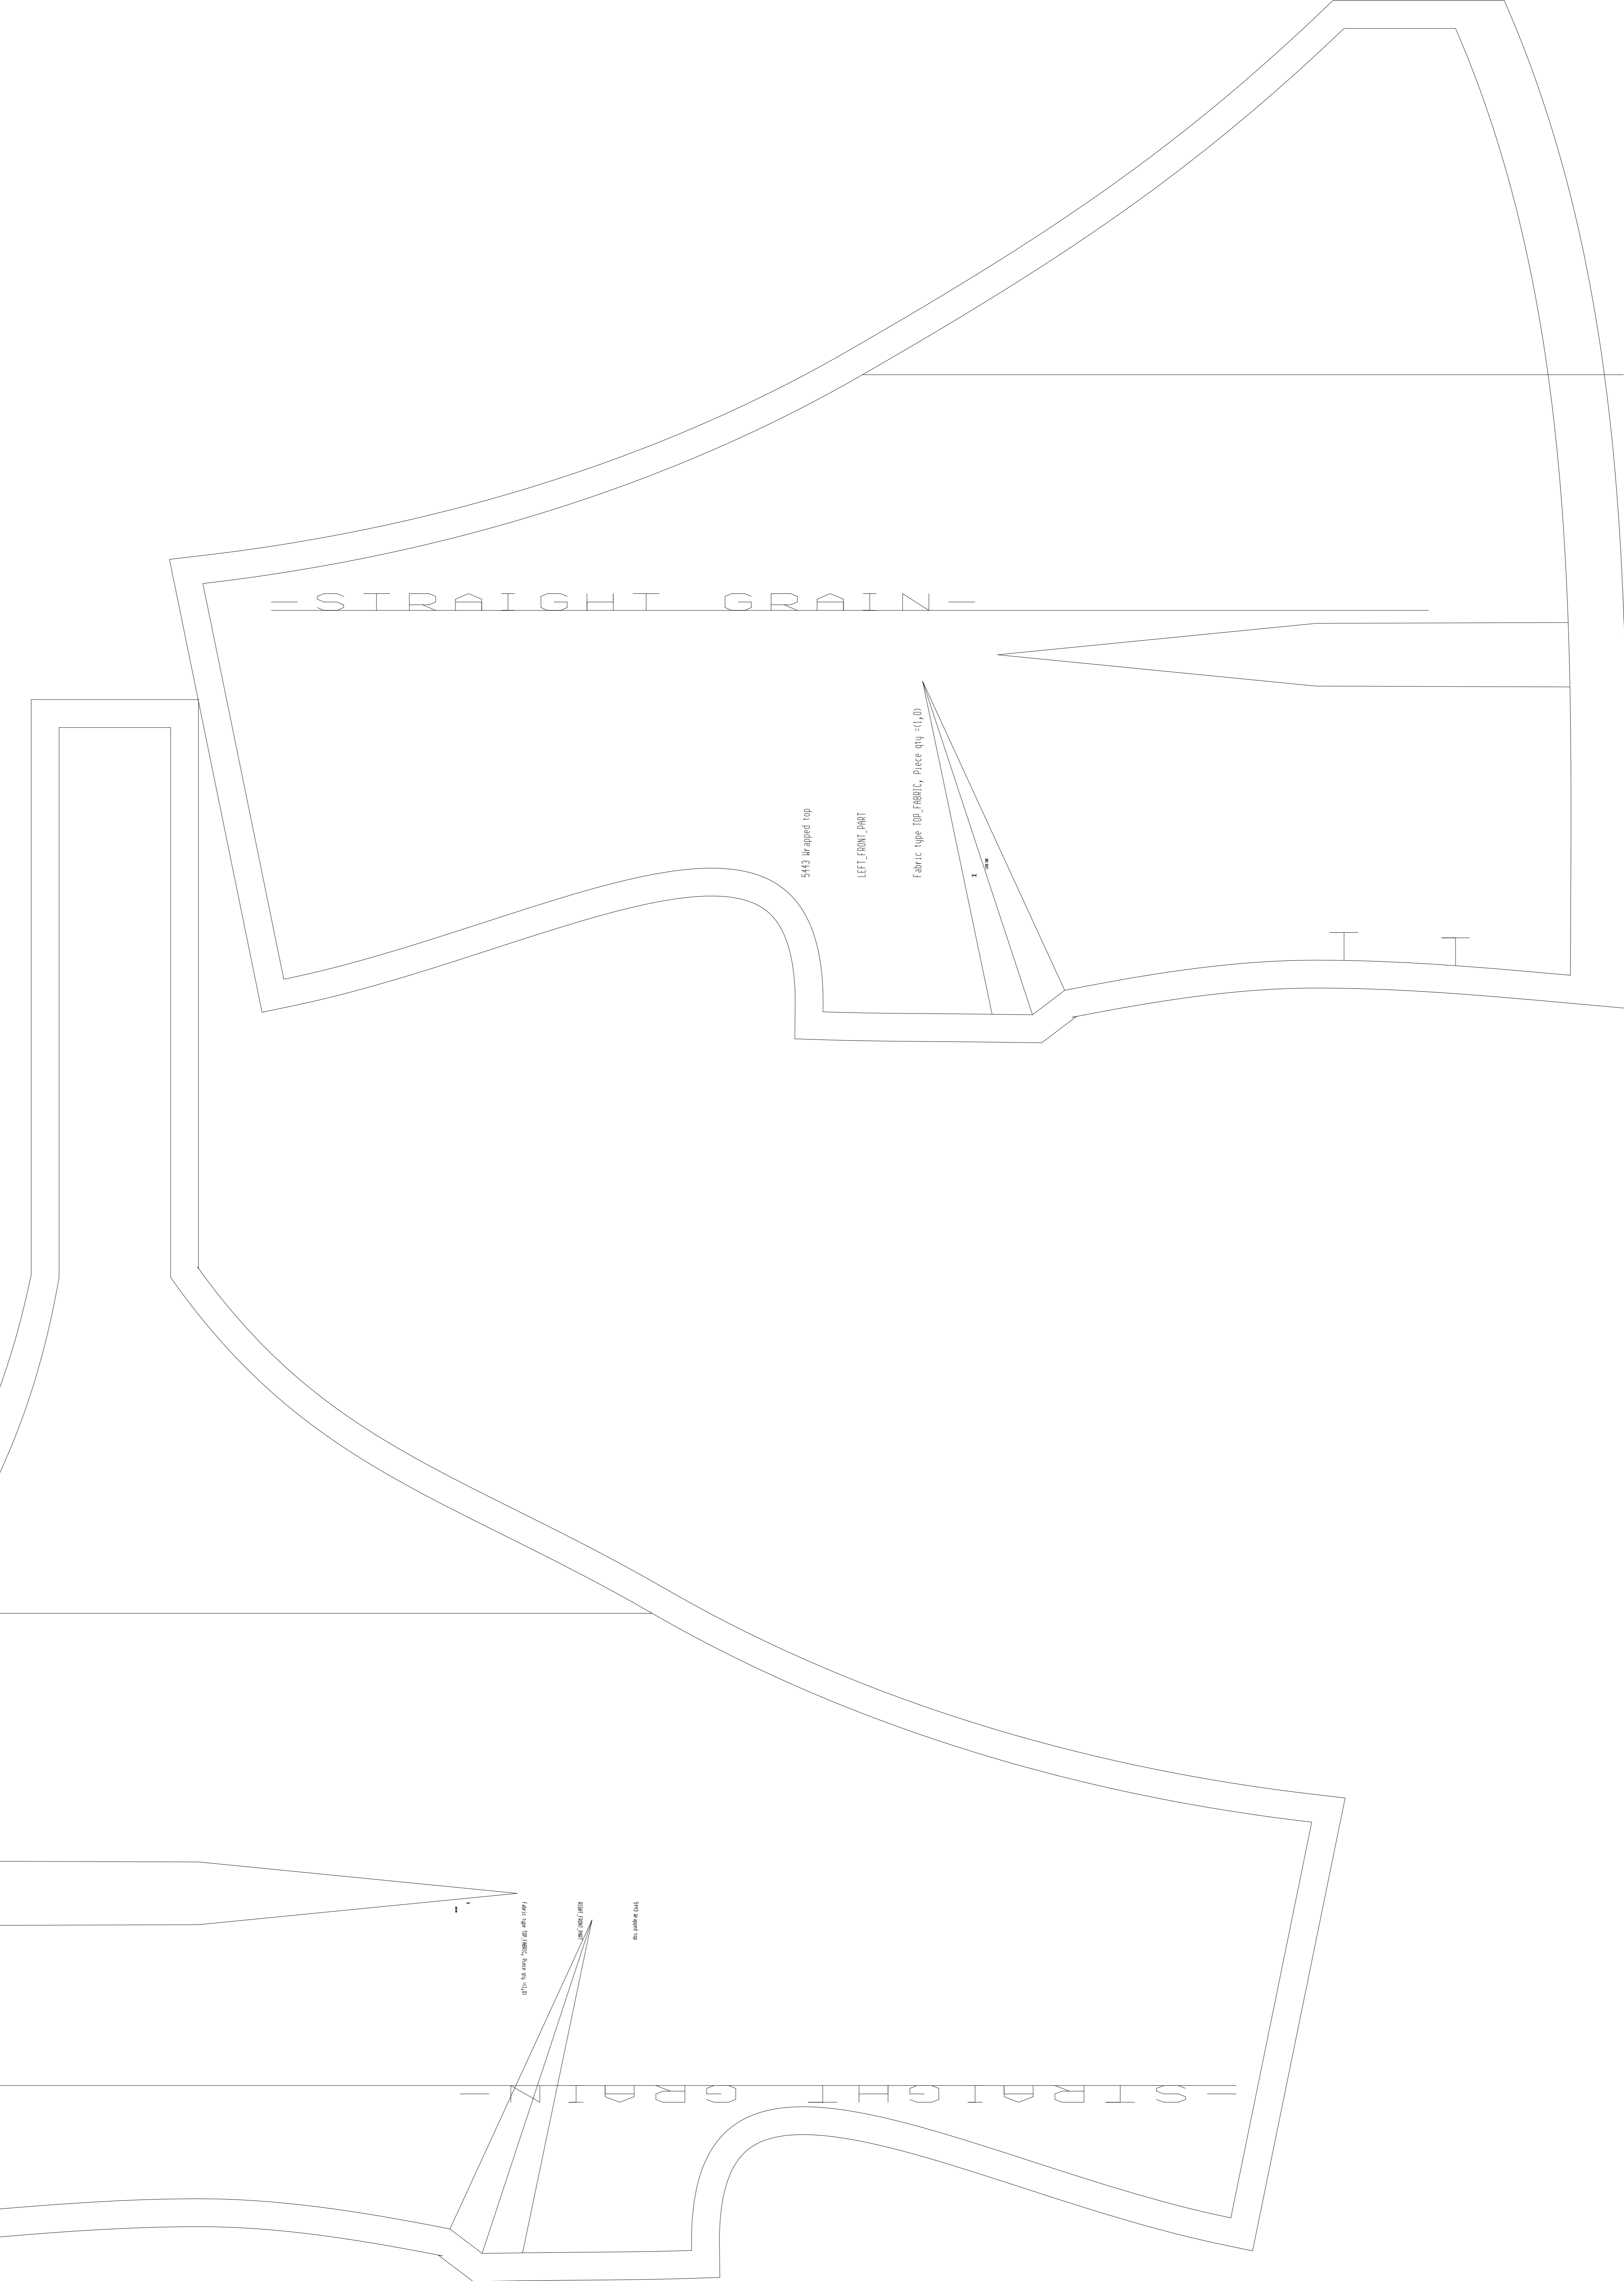 -STRAIGHT GRAIN-
5443 Wrapped top
LEFT_FRONT_PART
Fabric type TOP_FABRIC, Piece qty =(1,0)
5443 Wrapped top
RIGHT_FRONT_PART
Fabric type TOP_FABRIC, Piece qty =(1,0)
-STRAIGHT GRAIN-